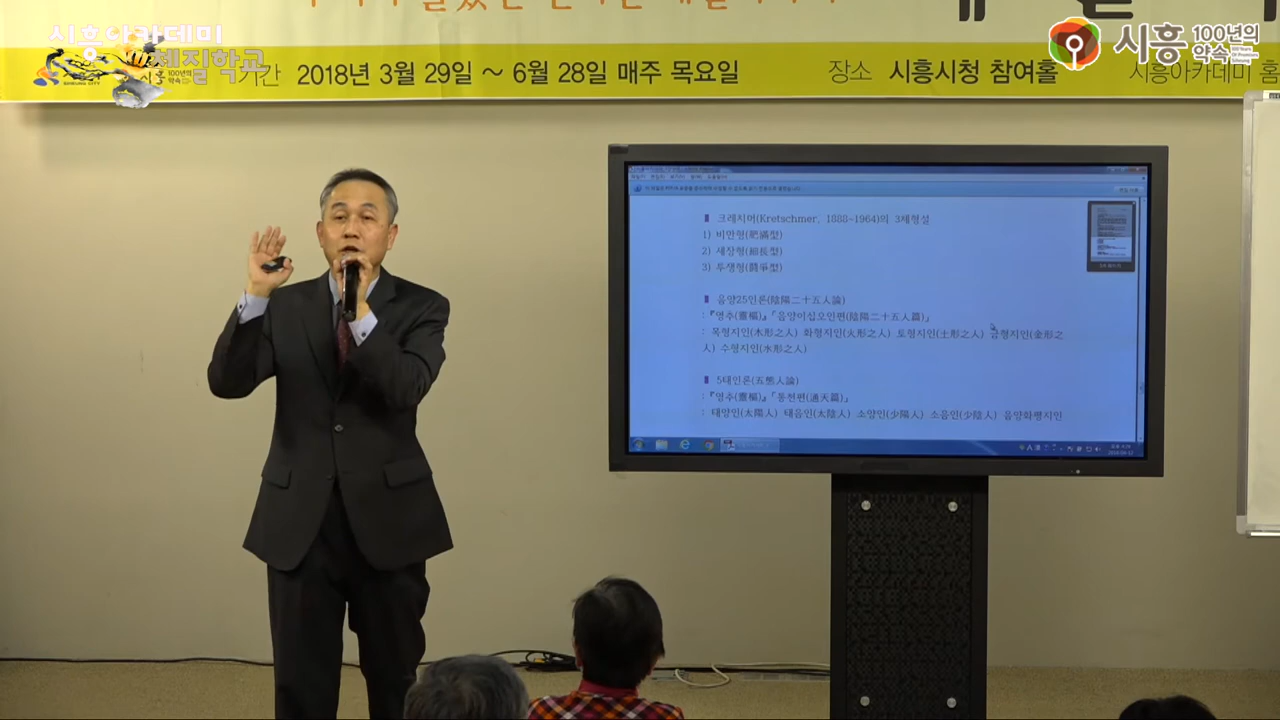 시흥아카데미
체질학교
기간 2018년 3월 29일 ~ 6월 28일 매주 목요일 장소 시흥시청 참여홀 시흥아카데미 홈
시흥 100년의 약속
▮ 크레치머(Kretschmer, 1888-1964)의 3체형설
1) 비만형(肥滿型)
2) 세장형(細長型)
3) 투쟁형(鬪爭型)
▮ 음양25인론(陰陽二十五人論)
: 『영추(靈樞)』「음양이십오인편(陰陽二十五人篇)」
: 목형지인(木形之人) 화형지인(火形之人) 토형지인(土形之人) 금형지인(金形之
人) 수형지인(水形之人)
▮ 5태인론(五態人論)
: 『영추(靈樞)』「통천편(通天篇)」
: 태양인(太陽人) 태음인(太陰人) 소양인(少陽人) 소음인(少陰人) 음양화평지인